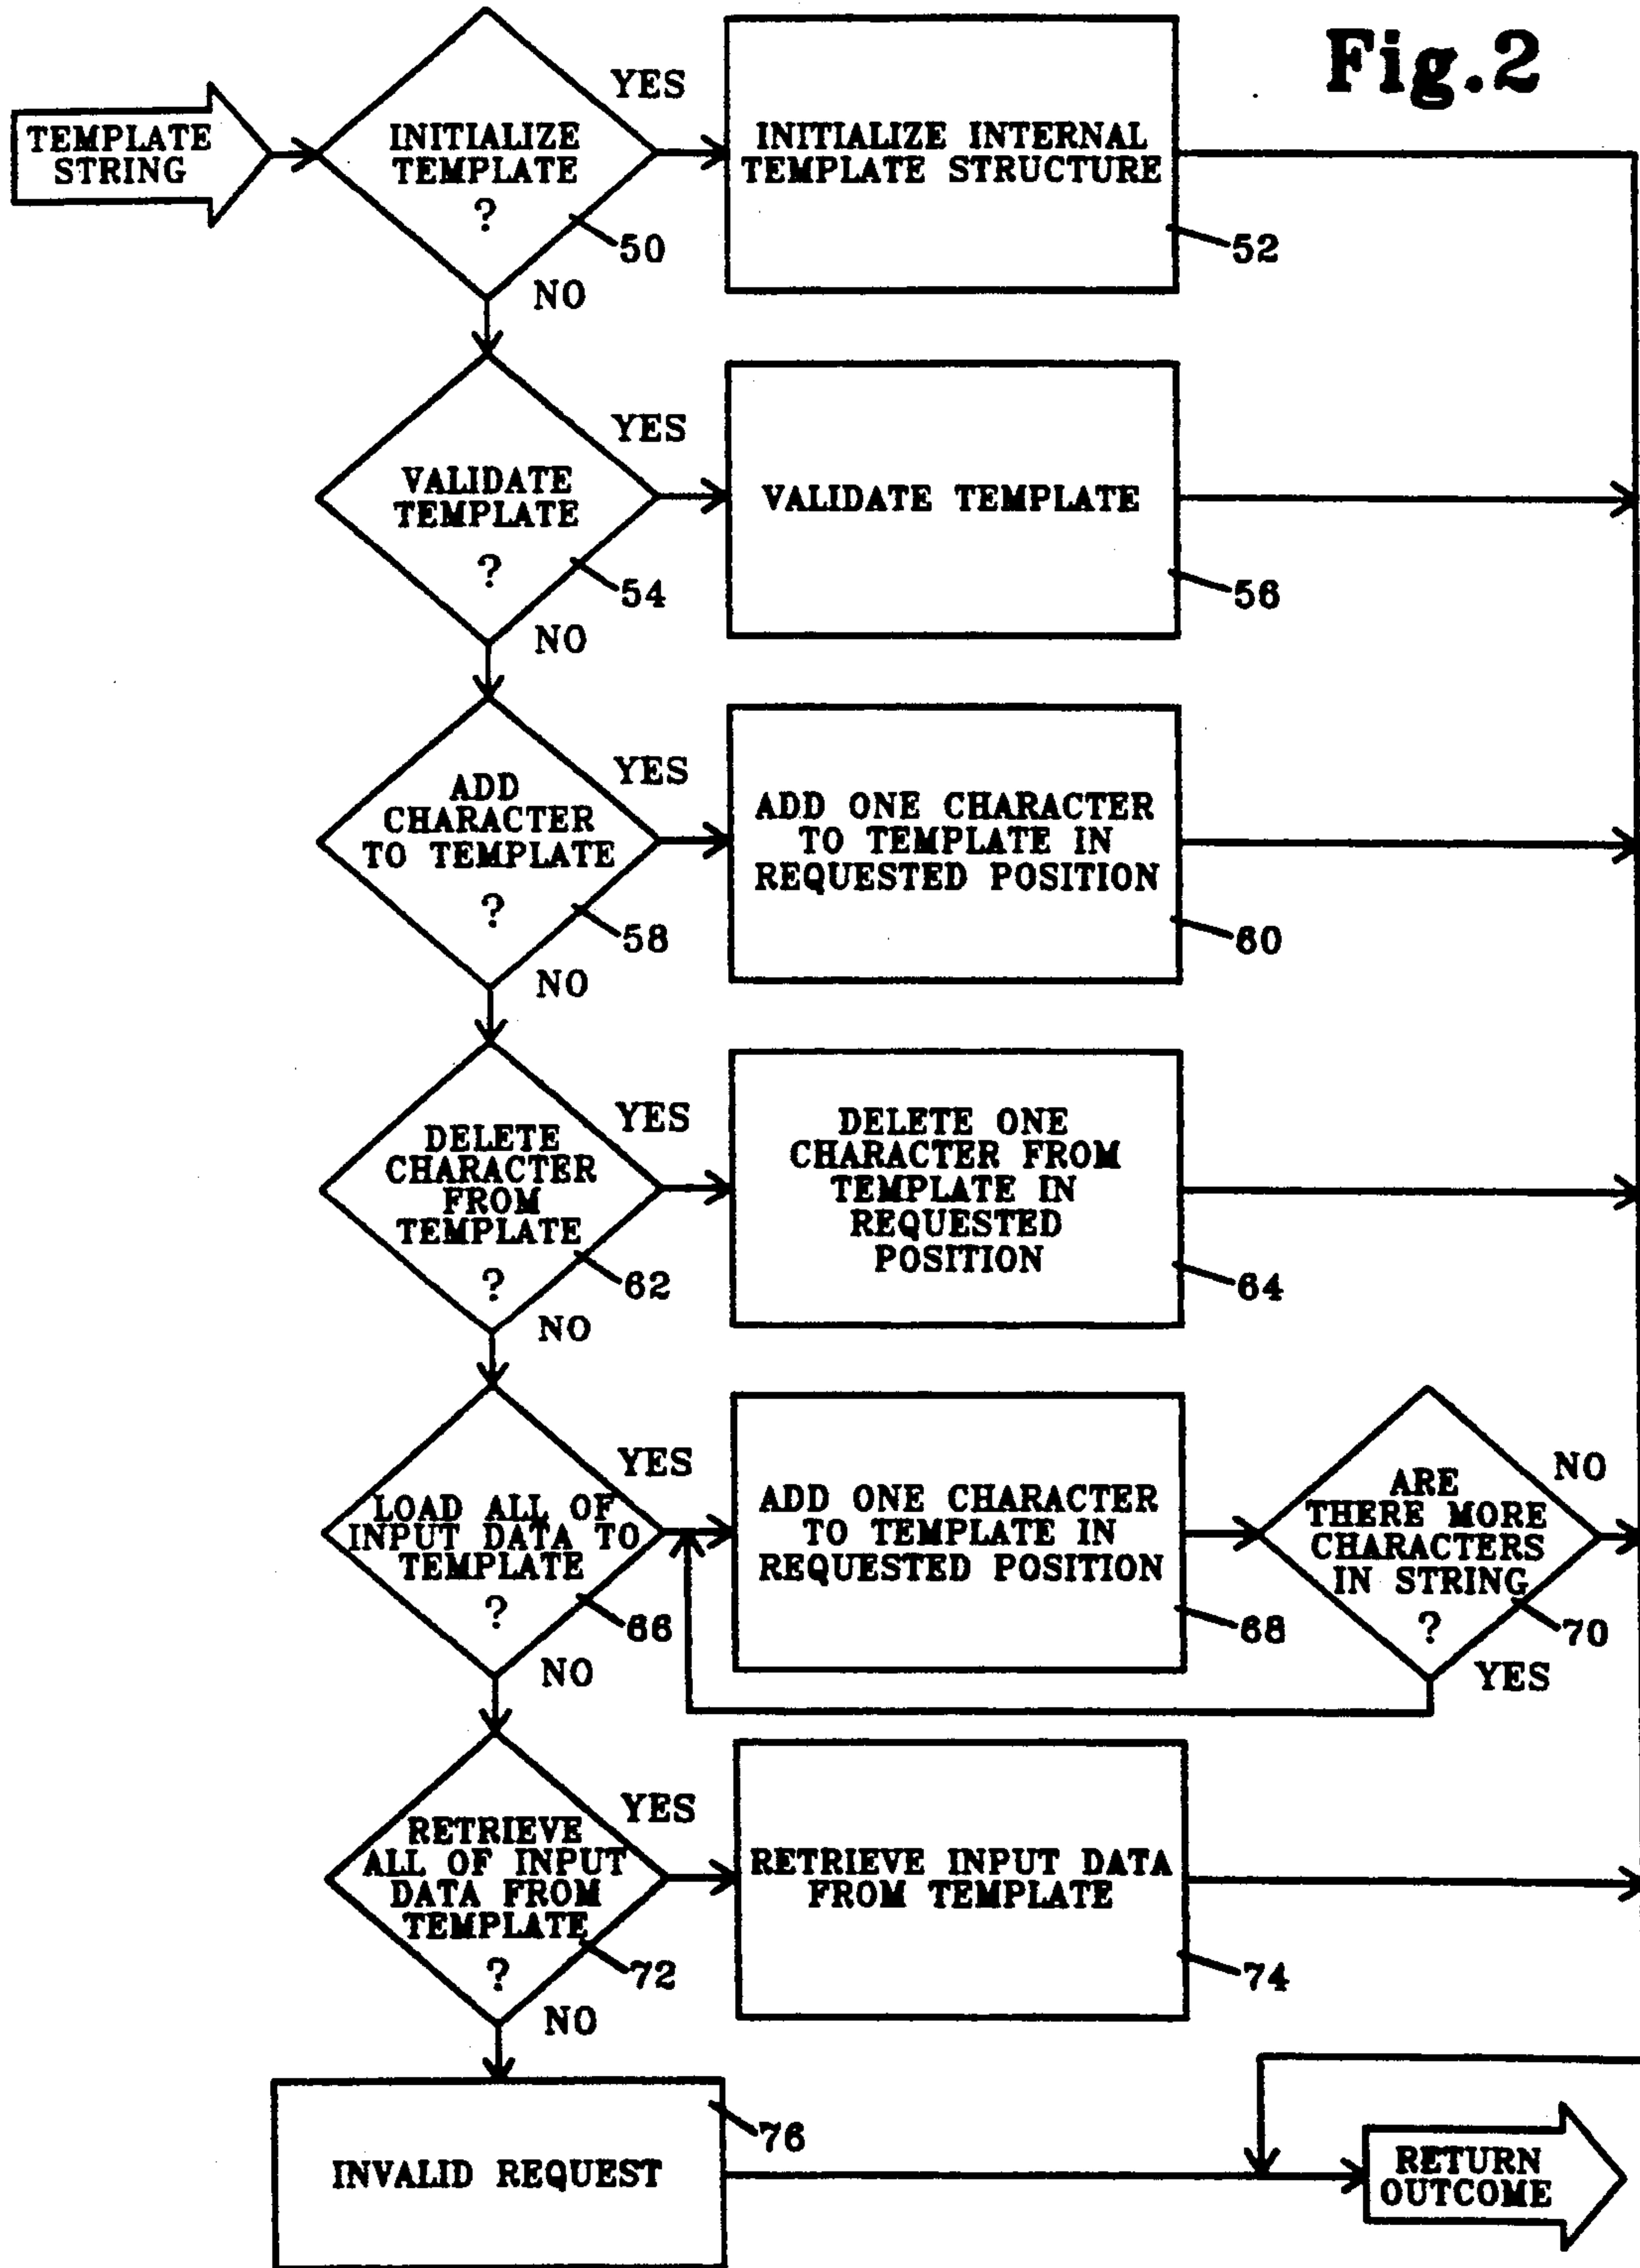 Fig.2
TEMPLATE
STRING
INITIALIZE
TEMPLATE
?
50
YES
NO
INITIALIZE INTERNAL
TEMPLATE STRUCTURE
52
VALIDATE
TEMPLATE
?
54
YES
NO
VALIDATE TEMPLATE
56
ADD
CHARACTER
TO TEMPLATE
?
58
YES
NO
ADD ONE CHARACTER
TO TEMPLATE IN
REQUESTED POSITION
60
DELETE
CHARACTER
FROM
TEMPLATE
?
62
YES
NO
DELETE ONE
CHARACTER FROM
TEMPLATE IN
REQUESTED
POSITION
64
LOAD ALL OF
INPUT DATA TO
TEMPLATE
?
66
YES
NO
ADD ONE CHARACTER
TO TEMPLATE IN
REQUESTED POSITION
68
ARE
THERE MORE
CHARACTERS
IN STRING
?
70
NO
YES
RETRIEVE
ALL OF INPUT
DATA FROM
TEMPLATE
?
72
YES
NO
RETRIEVE INPUT DATA
FROM TEMPLATE
74
INVALID REQUEST
76
RETURN
OUTCOME